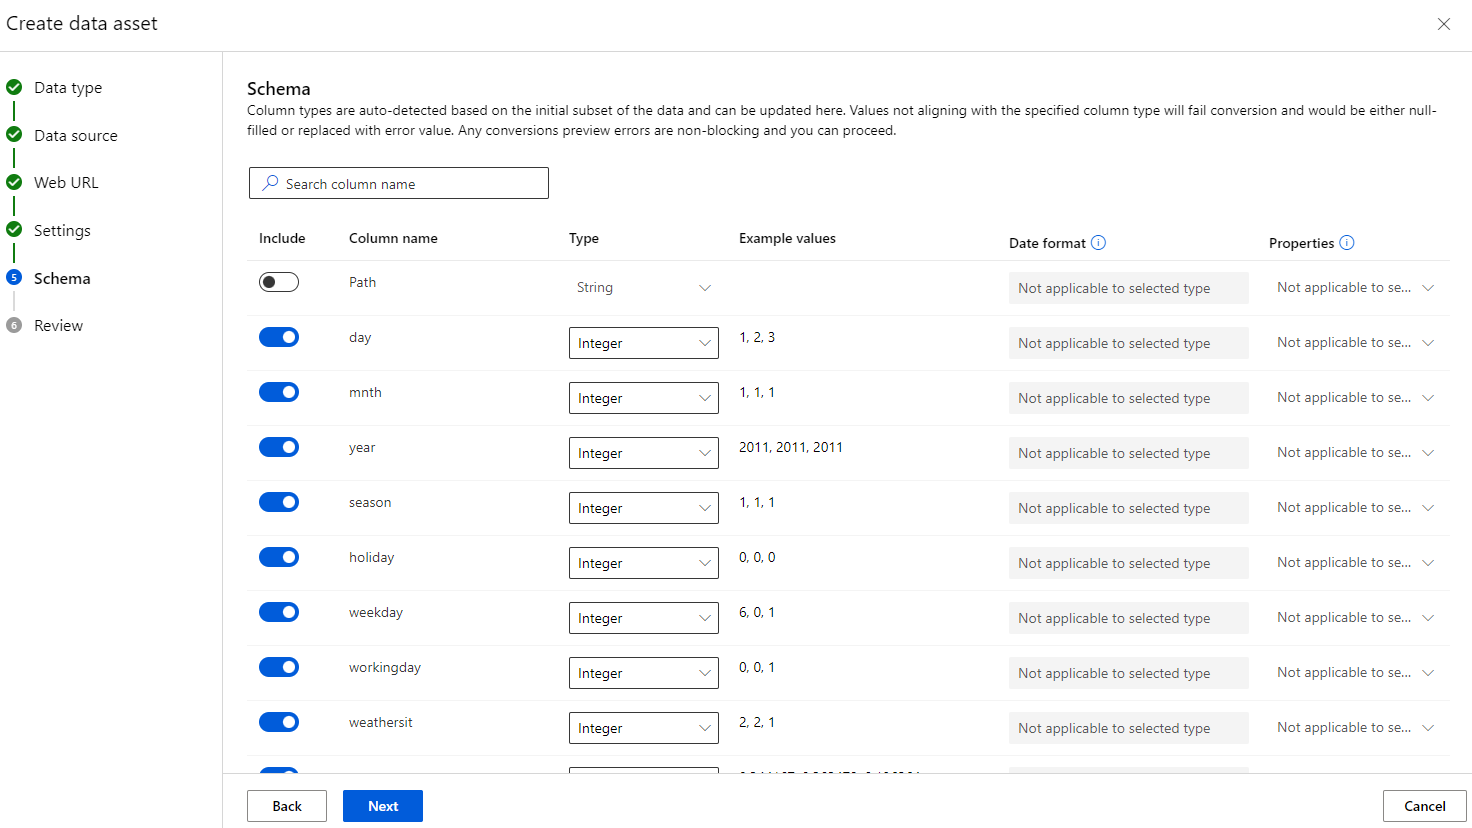 Create data asset
Data type
Data source
Web URL
Settings
5 Schema
6 Review
Schema
Column types are auto-detected based on the initial subset of the data and can be updated here. Values not aligning with the specified column type will fail conversion and would be either null-
filled or replaced with error value. Any conversions preview errors are non-blocking and you can proceed.
Search column name
Include Column name Type Example values Date format Properties
Path String Not applicable to selected type Not applicable to se...
day Integer 1, 2, 3 Not applicable to selected type Not applicable to se...
mnth Integer 1, 1, 1 Not applicable to selected type Not applicable to se...
year Integer 2011, 2011, 2011 Not applicable to selected type Not applicable to se...
season Integer 1, 1, 1 Not applicable to selected type Not applicable to se...
holiday Integer 0, 0, 0 Not applicable to selected type Not applicable to se...
weekday Integer 6, 0, 1 Not applicable to selected type Not applicable to se...
workingday Integer 0, 0, 1 Not applicable to selected type Not applicable to se...
weathersit Integer 2, 2, 1 Not applicable to selected type Not applicable to se...
Back Next Cancel